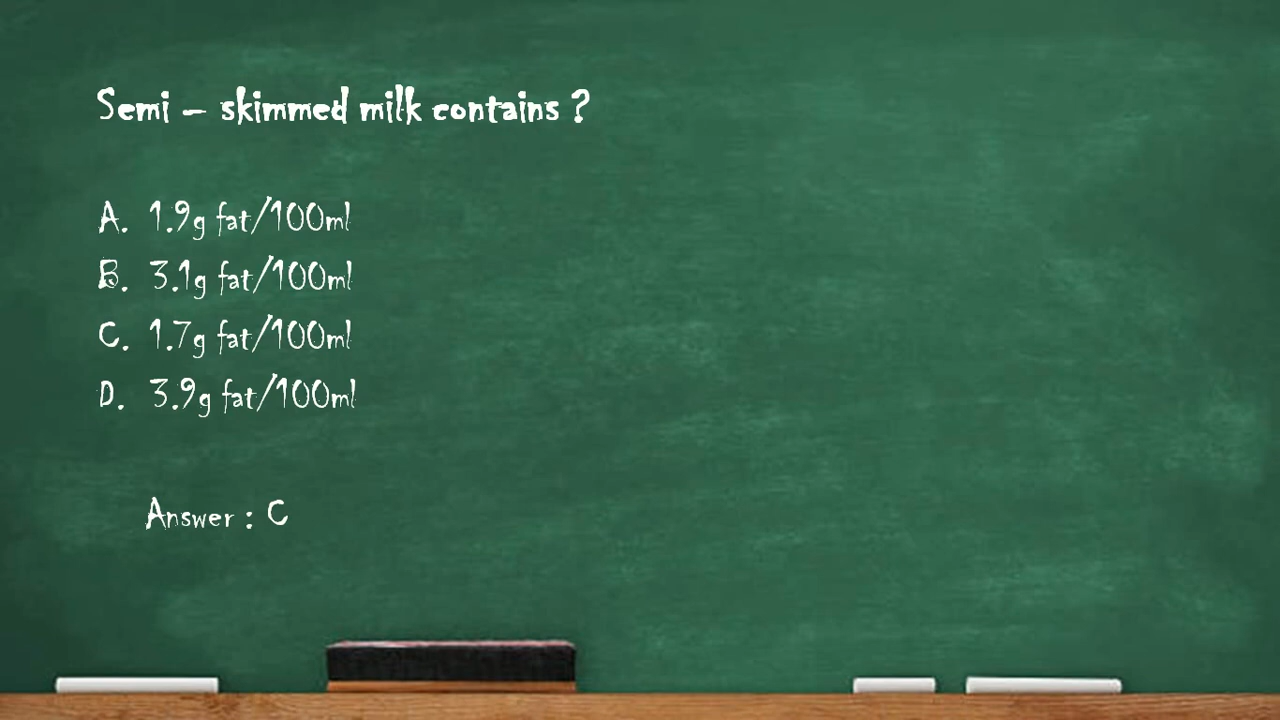 Semi – skimmed milk contains ?
A. 1.9g fat/100ml
B. 3.1g fat/100ml
C. 1.7g fat/100ml
D. 3.9g fat/100ml
Answer : C